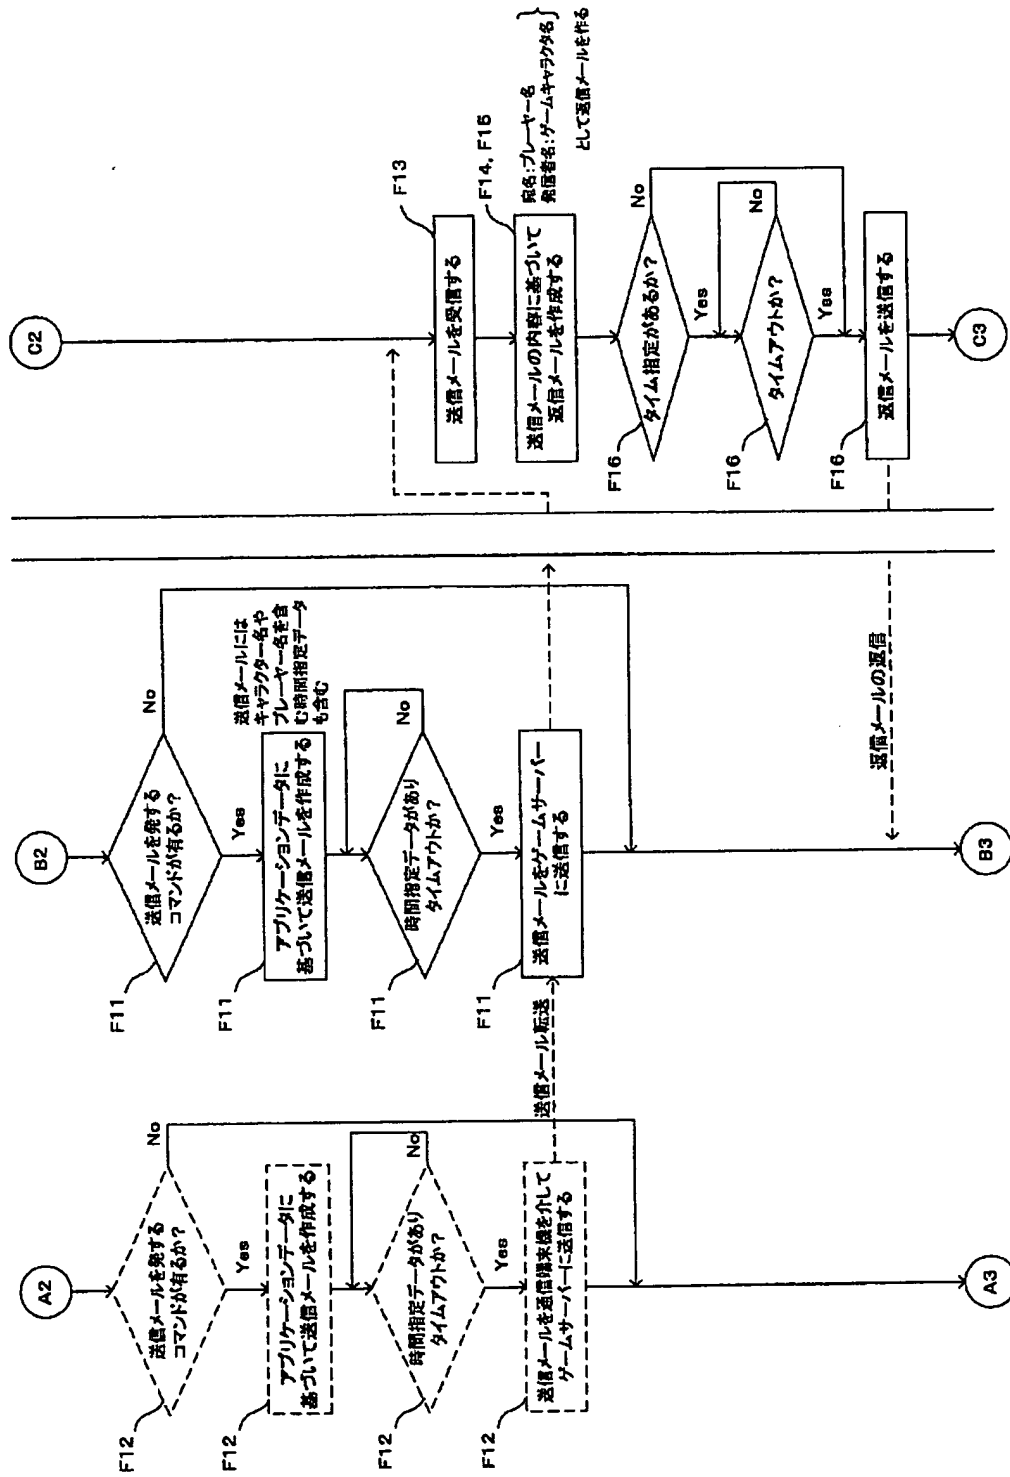 A2
送信メールを発する
コマンドが有るか？
No
Yes
F12
アプリケーションデータに
基づいて送信メールを作成する
F12
時間指定データがあり
タイムアウトか？
No
Yes
F12
送信メールを通信端末機を介して
ゲームサーバーに送信する
F12
送信メール転送
A3
B2
送信メールを発する
コマンドが有るか？
No
Yes
F11
送信メールには
キャラクター名や
プレーヤー名を含
む時間指定データ
も含む
アプリケーションデータに
基づいて送信メールを作成する
F11
時間指定データがあり
タイムアウトか？
No
Yes
F11
送信メールをゲームサーバー
に送信する
F11
返信メールの返信
B3
C2
送信メールを受信する
F13
送信メールの内容に基づいて
返信メールを作成する
F14, F15
宛名:プレーヤー名
発信者名:ゲームキャラクタ名
として返信メールを作る
タイム指定があるか？
No
Yes
F16
タイムアウトか？
No
Yes
F16
返信メールを送信する
F16
C3